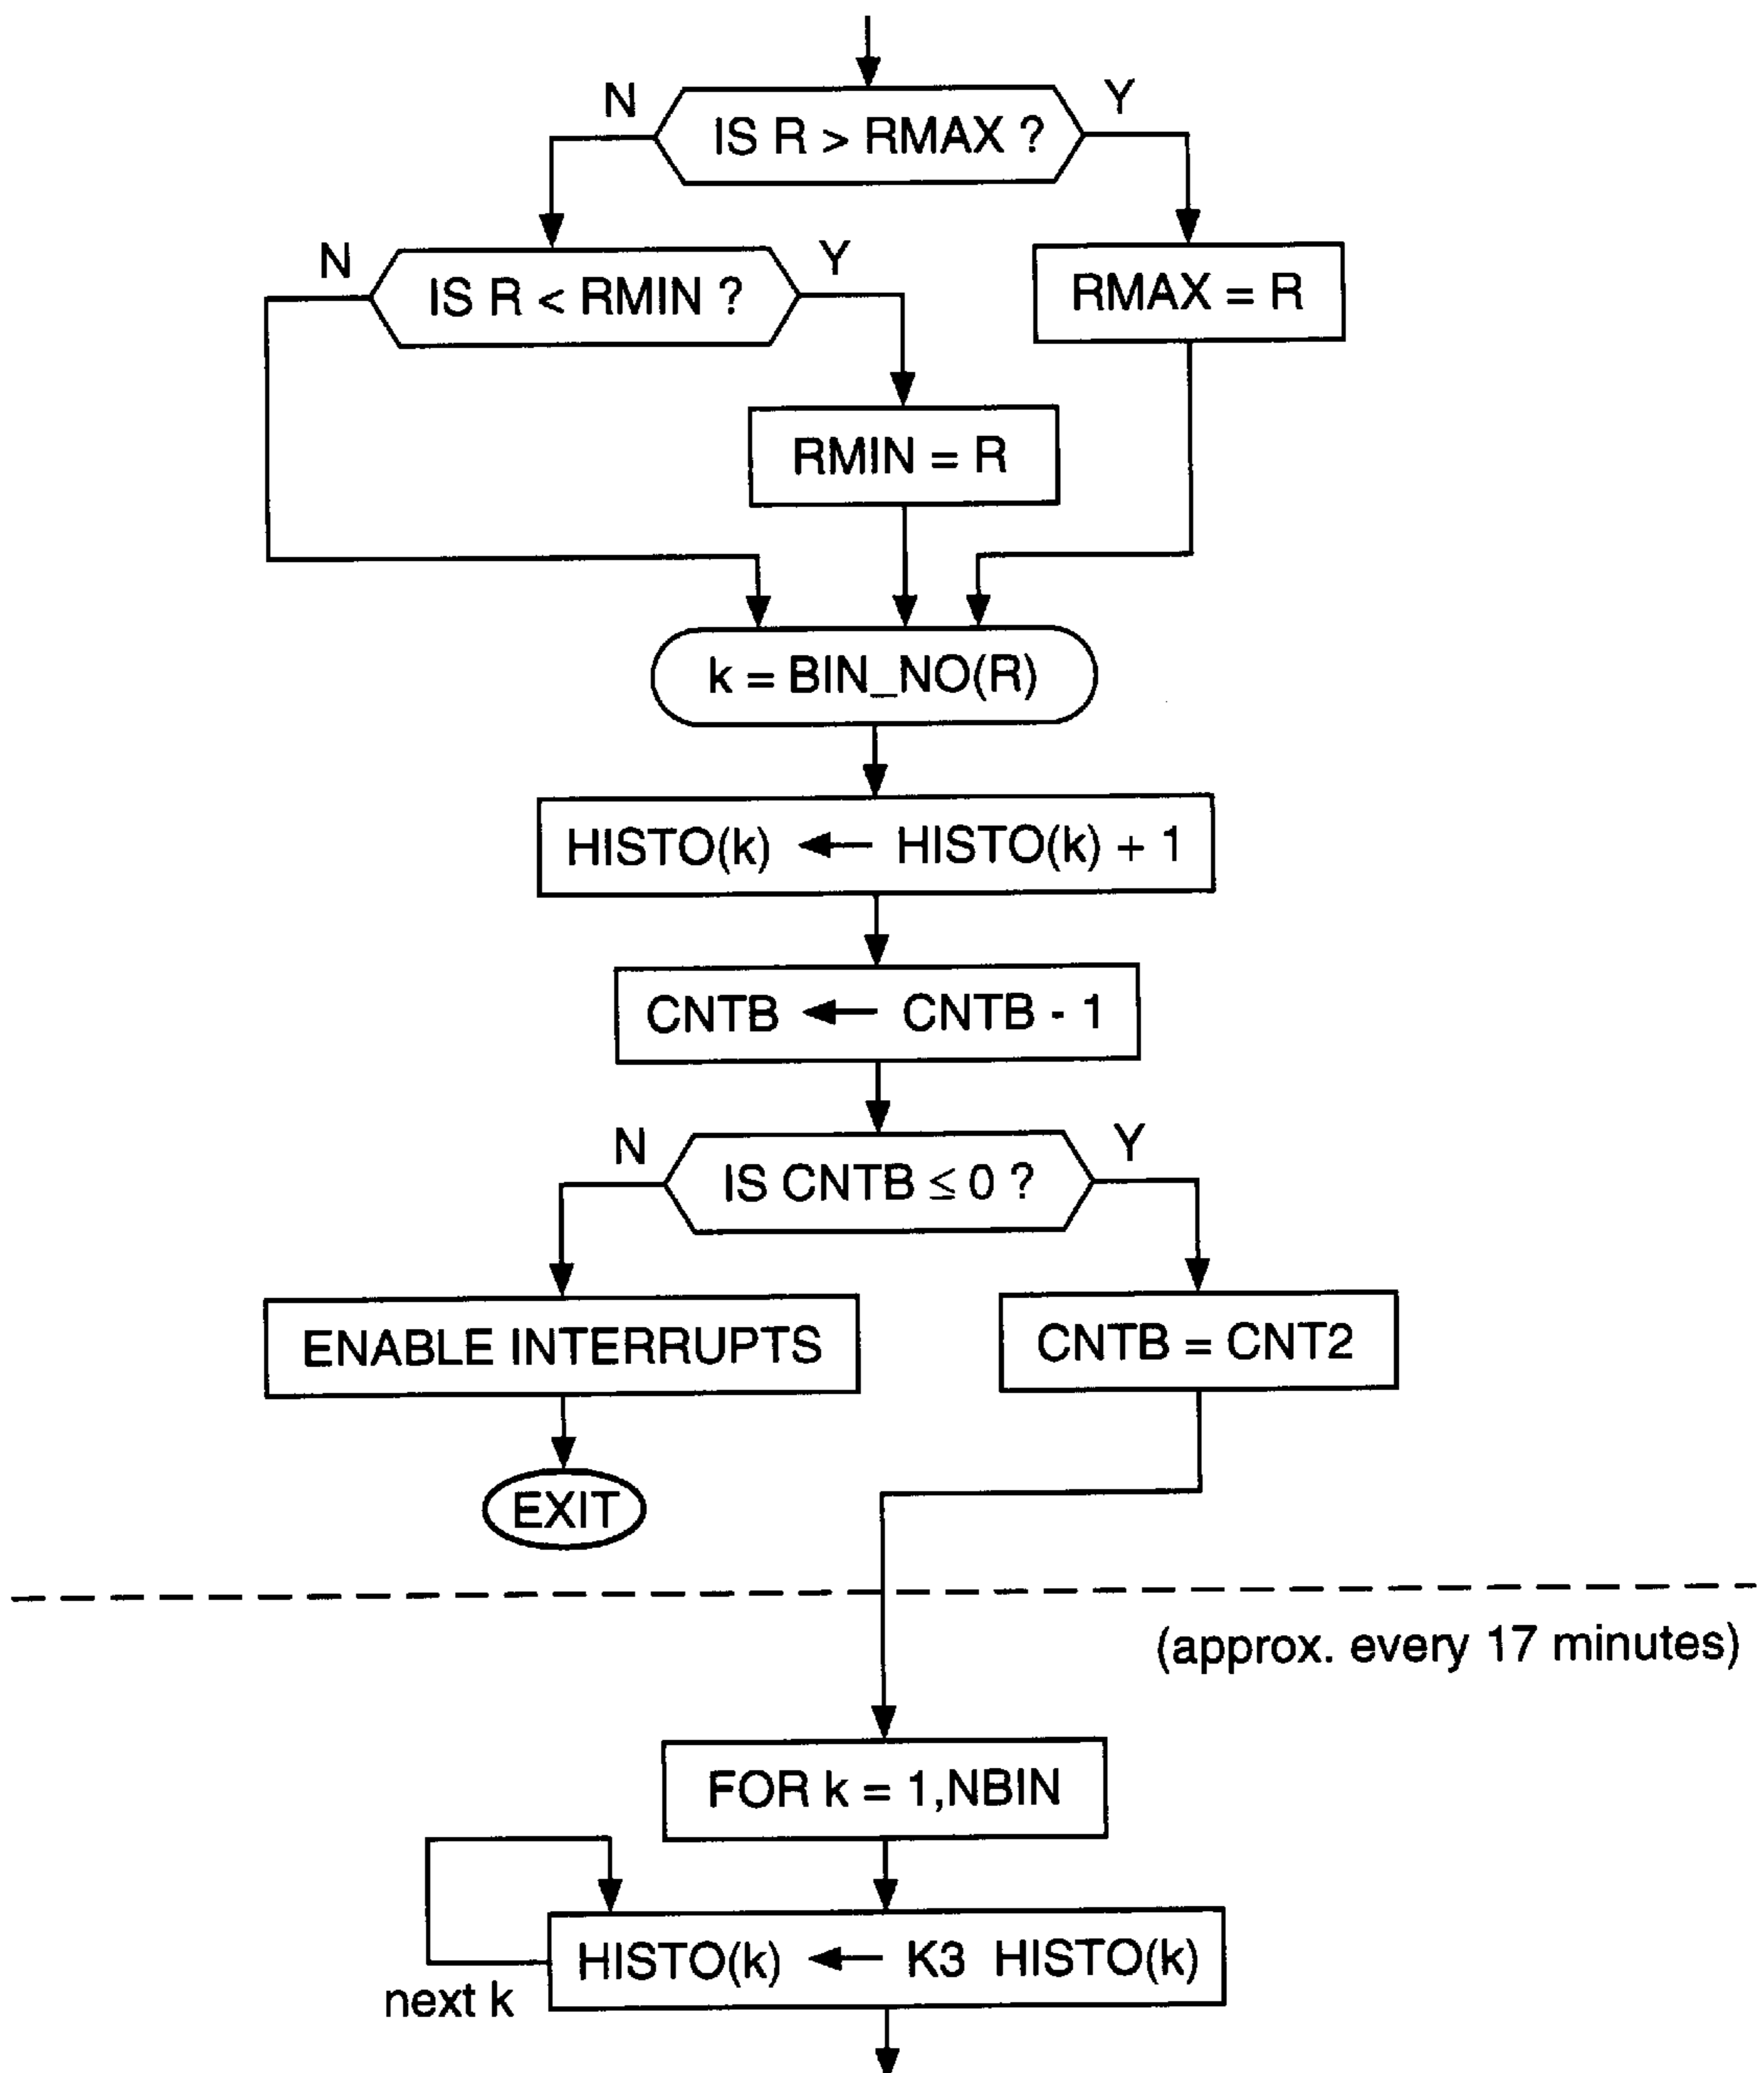 N
Y
IS R > RMAX ?
N
Y
IS R < RMIN ?
RMAX = R
RMIN = R
k = BIN_NO(R)
HISTO(k) ← HISTO(k) + 1
CNTB ← CNTB - 1
N
Y
IS CNTB ≤ 0 ?
ENABLE INTERRUPTS
CNTB = CNT2
EXIT
(approx. every 17 minutes)
FOR k = 1,NBIN
HISTO(k) ← K3 HISTO(k)
next k